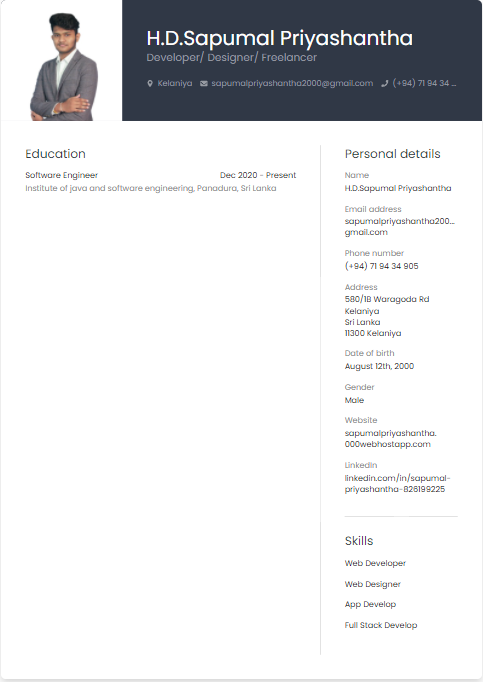 H.D.Sapumal Priyashantha
Developer/ Designer/ Freelancer
Kelaniya sapumalpriyashantha2000@gmail.com (+94) 71 94 34 ...
Education
Software Engineer Dec 2020 - Present
Institute of java and software engineering, Panadura, Sri Lanka
Personal details
Name
H.D.Sapumal Priyashantha
Email address
sapumalpriyashantha200...
gmail.com
Phone number
(+94) 71 94 34 905
Address
580/1B Waragoda Rd
Kelaniya
Sri Lanka
11300 Kelaniya
Date of birth
August 12th, 2000
Gender
Male
Website
sapumalpriyashantha.
000webhostapp.com
LinkedIn
linkedin.com/in/sapumal-
priyashantha-826199225
Skills
Web Developer
Web Designer
App Develop
Full Stack Develop